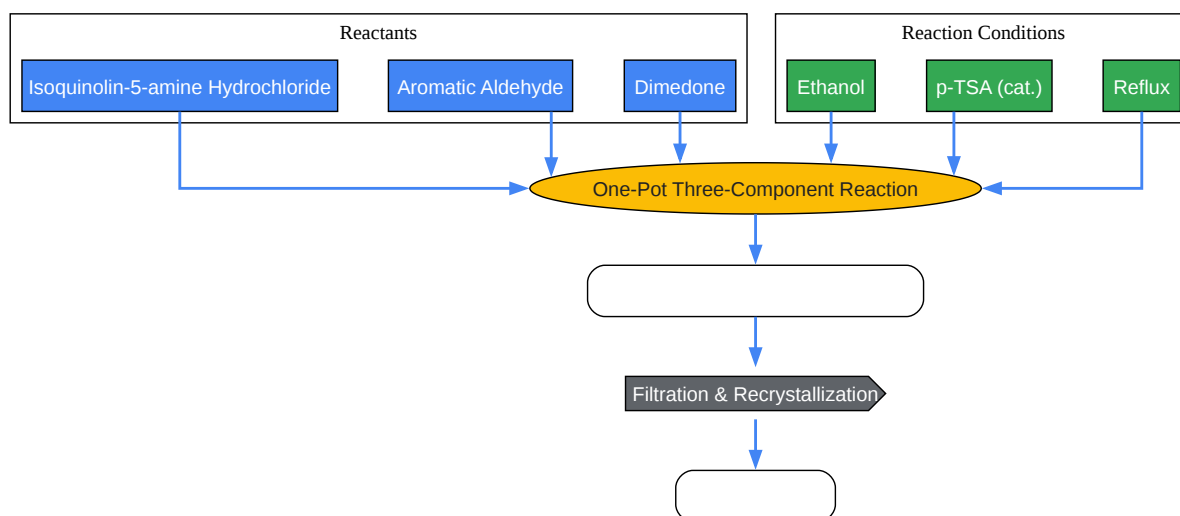 Reactants
Reaction Conditions
Isoquinolin-5-amine Hydrochloride
Aromatic Aldehyde
Dimedone
Ethanol
p-TSA (cat.)
Reflux
One-Pot Three-Component Reaction
Filtration & Recrystallization